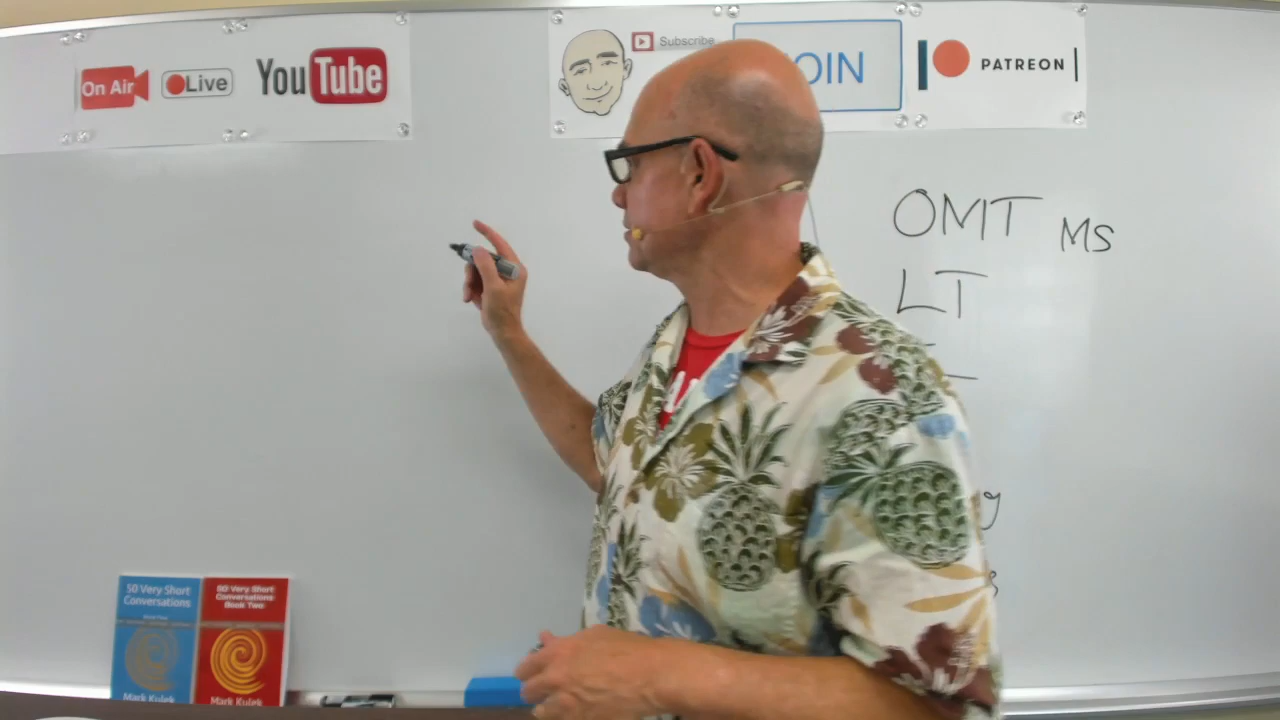 On Air
Live
YouTube
Subscribe
JOIN
PATREON
OMT MS
LT
50 Very Short
Conversations
Mark Kulek
50 Very Short
Conversations
Book Two
Mark Kulek